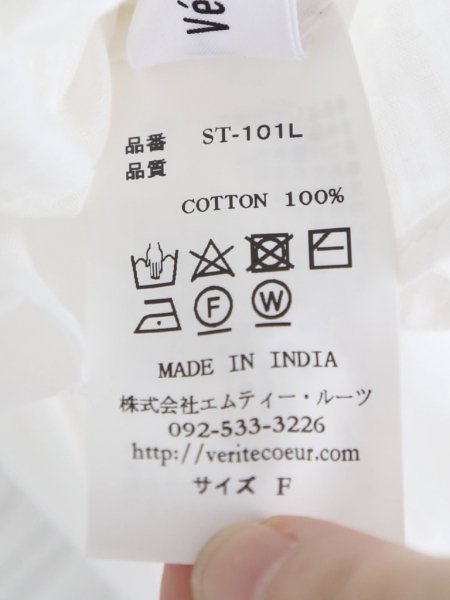 Vé
品番 ST-101L
品質
COTTON 100%
F W
MADE IN INDIA
株式会社エムティー・ルーツ
092-533-3226
http://veritecoeur.com
サイズ F